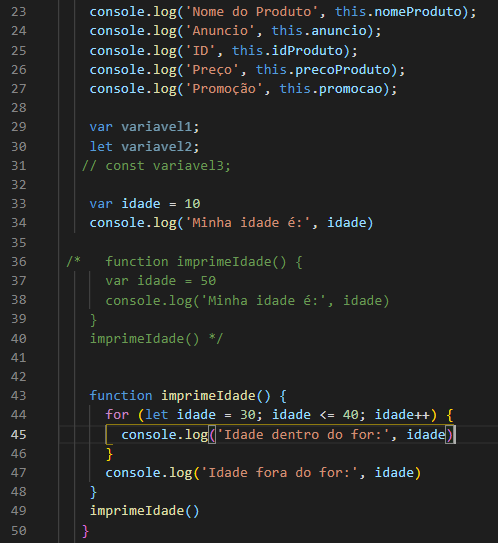 23 console.log('Nome do Produto', this.nomeProduto);
24 console.log('Anuncio', this.anuncio);
25 console.log('ID', this.idProduto);
26 console.log('Preço', this.precoProduto);
27 console.log('Promoção', this.promocao);
28
29 var variavel1;
30 let variavel2;
31 // const variavel3;
32
33 var idade = 10
34 console.log('Minha idade é:', idade)
35
36 /* function imprimeIdade() {
37 var idade = 50
38 console.log('Minha idade é:', idade)
39 }
40 imprimeIdade() */
41
42
43 function imprimeIdade() {
44 for (let idade = 30; idade <= 40; idade++) {
45 console.log('Idade dentro do for:', idade)
46 }
47 console.log('Idade fora do for:', idade)
48 }
49 imprimeIdade()
50 }